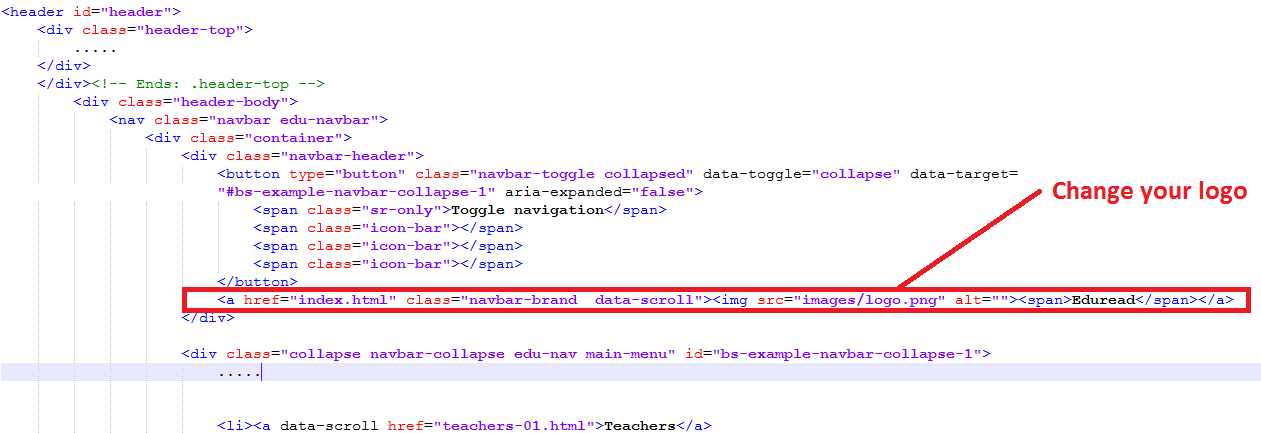 <header id="header">
<div class="header-top">
.....
</div>
</div><!-- Ends: .header-top -->
<div class="header-body">
<nav class="navbar edu-navbar">
<div class="container">
<div class="navbar-header">
<button type="button" class="navbar-toggle collapsed" data-toggle="collapse" data-target=
"#bs-example-navbar-collapse-1" aria-expanded="false">
Change your logo
<span class="sr-only">Toggle navigation</span>
<span class="icon-bar"></span>
<span class="icon-bar"></span>
<span class="icon-bar"></span>
</button>
<a href="index.html" class="navbar-brand  data-scroll"><img src="images/logo.png" alt=""><span>Eduread</span></a>
</div>
<div class="collapse navbar-collapse edu-nav main-menu" id="bs-example-navbar-collapse-1">
.....
<li><a data-scroll href="teachers-01.html">Teachers</a>